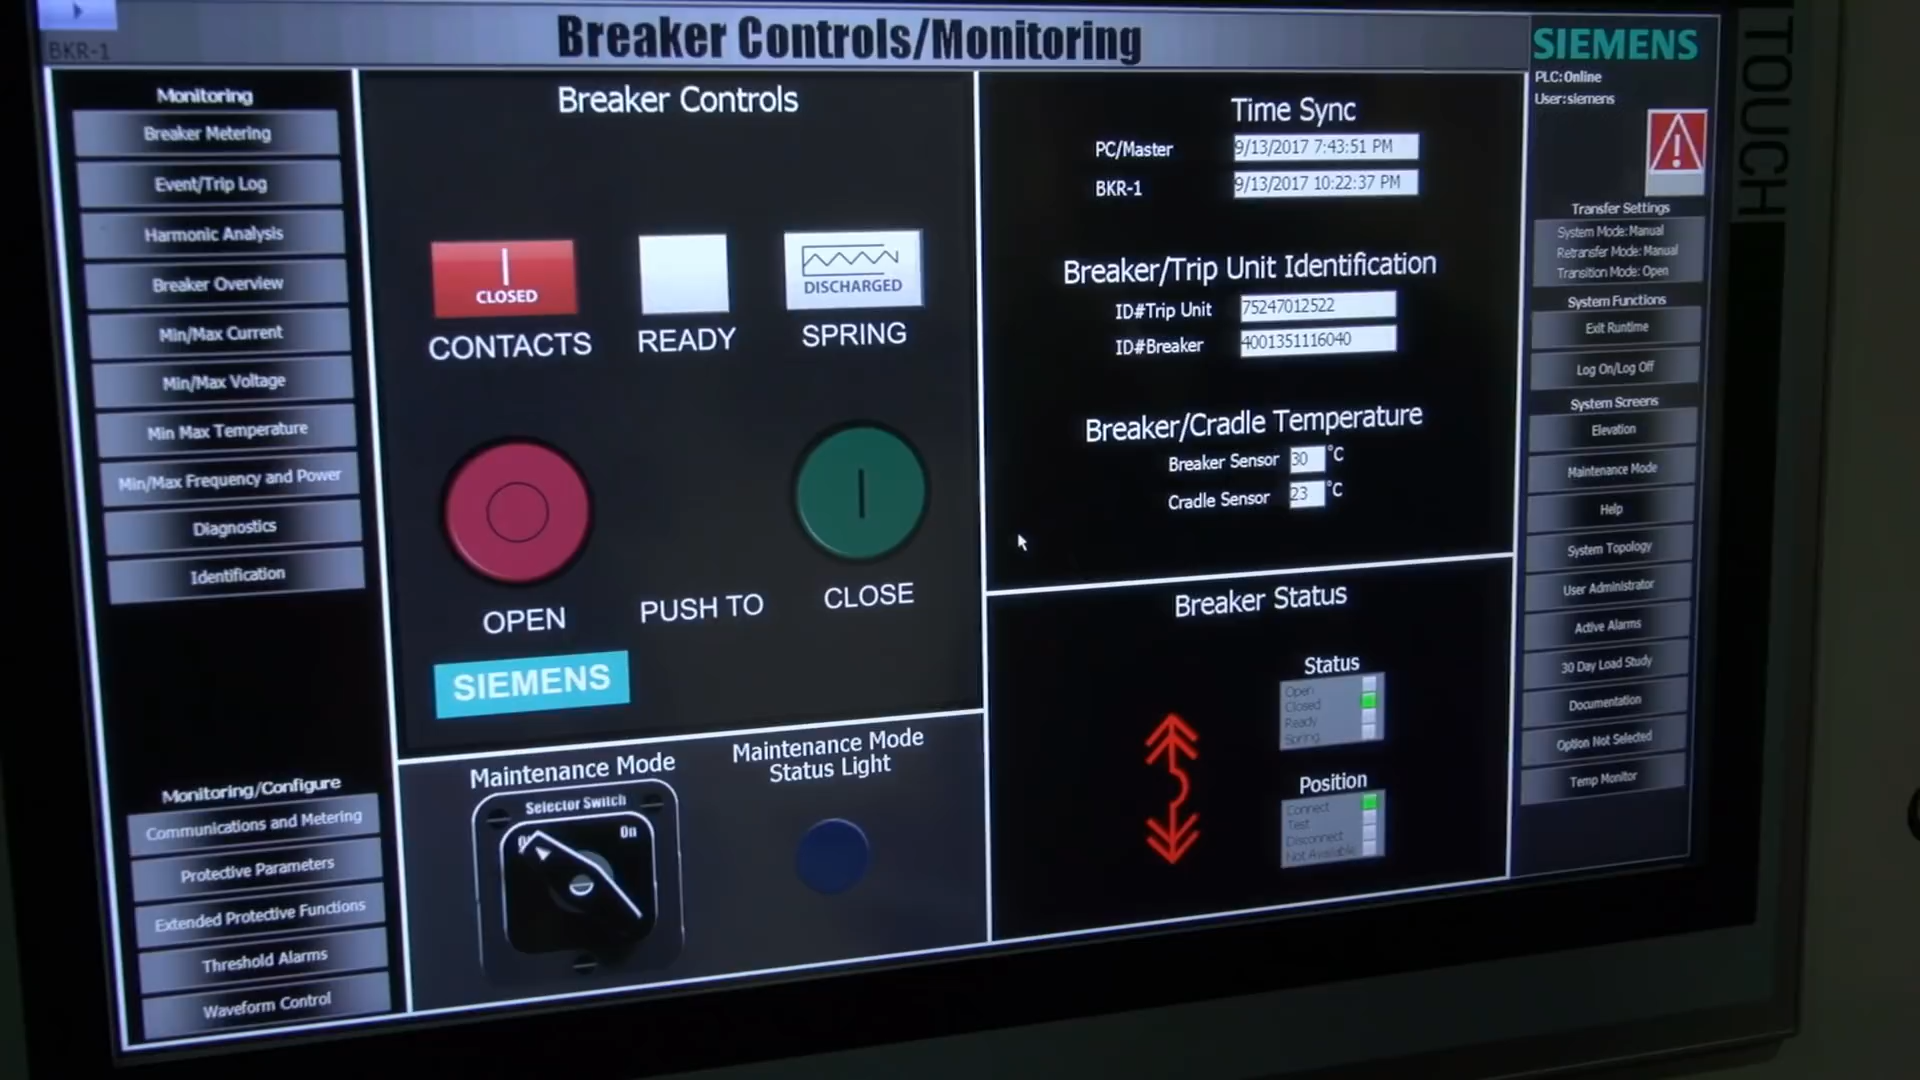 BKR-1
Breaker Controls/Monitoring
SIEMENS
PLC:Online
User:siemens
TOUCH
Monitoring
Breaker Metering
Event/Trip Log
Harmonic Analysis
Breaker Overview
Min/Max Current
Min/Max Voltage
Min Max Temperature
Min/Max Frequency and Power
Diagnostics
Identification
Monitoring/Configure
Communications and Metering
Protective Parameters
Extended Protective Functions
Threshold Alarms
Waveform Control
Breaker Controls
CLOSED
CONTACTS
READY
DISCHARGED
SPRING
OPEN
PUSH TO
CLOSE
SIEMENS
Maintenance Mode
Selector Switch
On
Maintenance Mode
Status Light
Time Sync
PC/Master 9/13/2017 7:43:51 PM
BKR-1 9/13/2017 10:22:37 PM
Breaker/Trip Unit Identification
ID#Trip Unit 75247012522
ID#Breaker 4001351116040
Breaker/Cradle Temperature
Breaker Sensor 30 °C
Cradle Sensor 23 °C
Breaker Status
Status
Open
Closed
Ready
Spring
Position
Connect
Test
Disconnect
Not Available
Transfer Settings
System Mode: Manual
Retransfer Mode: Manual
Transition Mode: Open
System Functions
Exit Runtime
Log On/Log Off
System Screens
Elevation
Maintenance Mode
Help
System Topology
User Administrator
Active Alarms
30 Day Load Study
Documentation
Option Not Selected
Temp Monitor